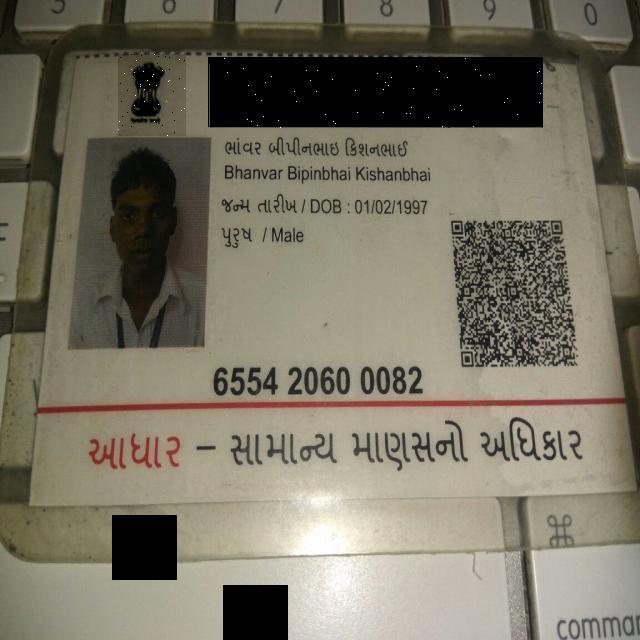 5 6 7 8 9 0
ભાંવર બીપીનભાઇ કિશનભાઈ
Bhanvar Bipinbhai Kishanbhai
જન્મ તારીખ / DOB : 01/02/1997
પુરુષ / Male
6554 2060 0082
આધાર – સામાન્ય માણસનો અધિકાર
⌘